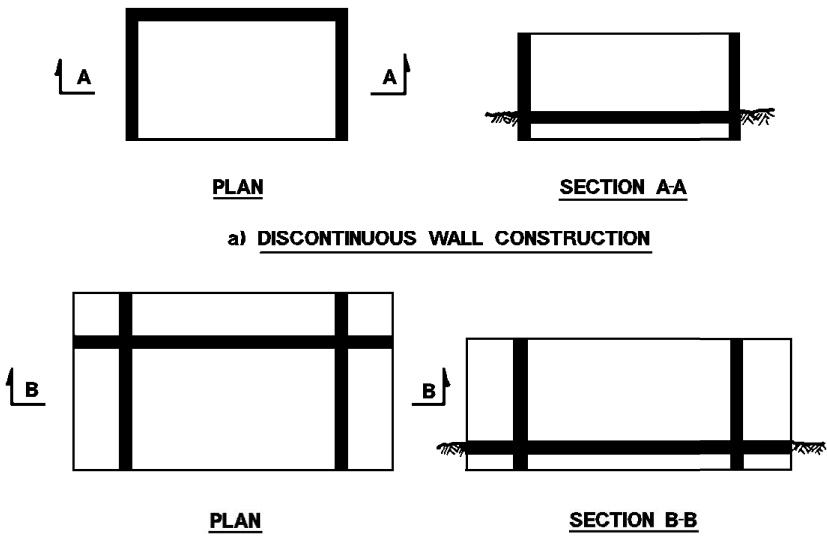 A
A
PLAN
SECTION A-A
a) DISCONTINUOUS WALL CONSTRUCTION
B
B
PLAN
SECTION B-B